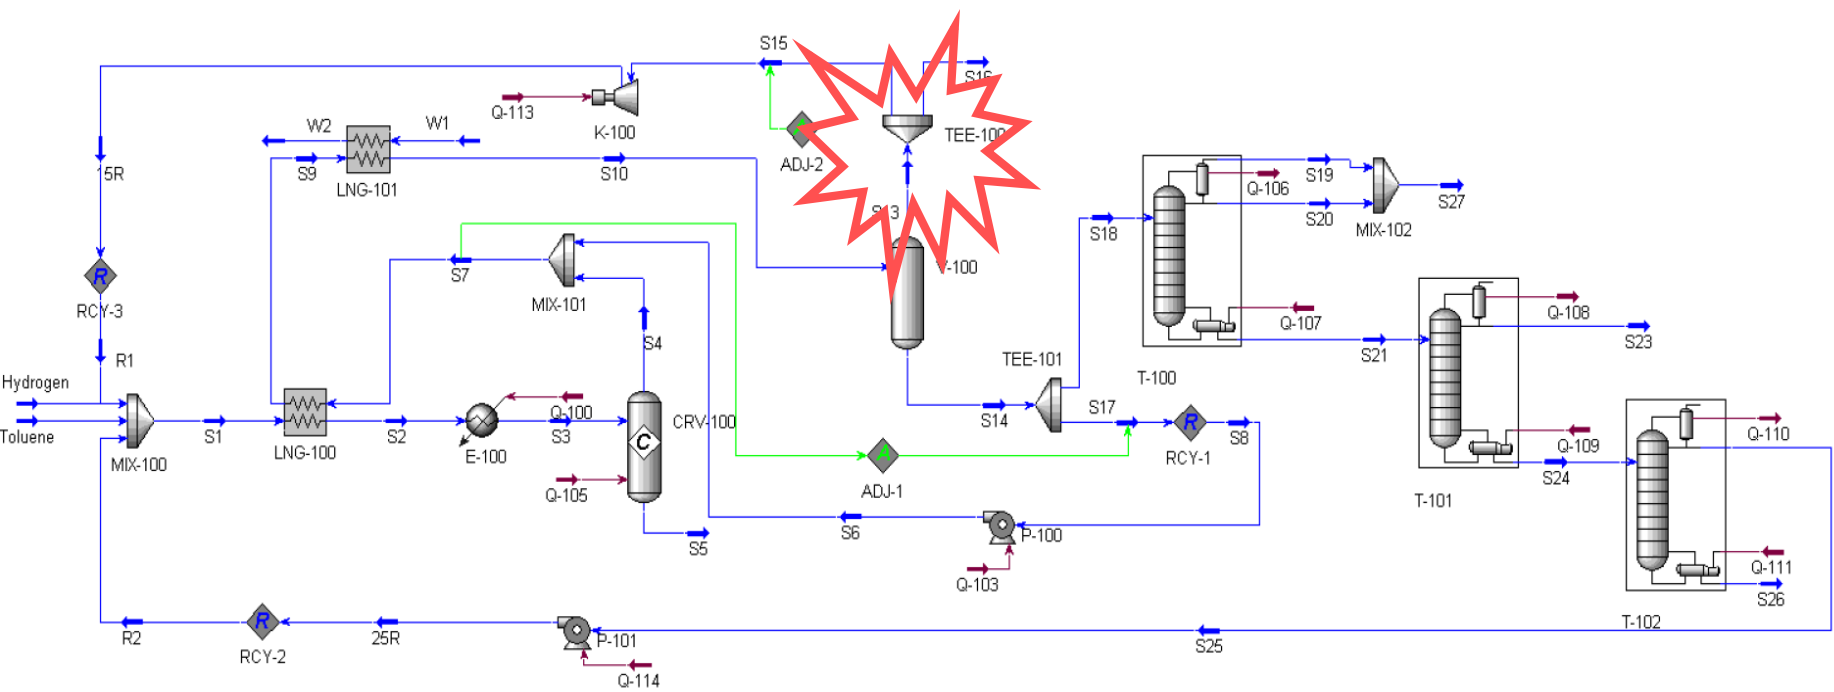 S15
S16
Q-113
K-100
W2
W1
TEE-100
ADJ-2
5R
S9
LNG-101
S10
S13
Q-106
S19
S20
S27
MIX-102
S18
S7
MIX-101
V-100
RCY-3
R1
S4
Q-107
Q-108
S23
S21
TEE-101
T-100
Hydrogen
Toluene
MIX-100
S1
LNG-100
S2
E-100
Q-100
S3
CRV-100
C
Q-105
S5
S14
S17
R
RCY-1
S8
A
ADJ-1
Q-109
Q-110
S24
T-101
S6
P-100
Q-103
Q-111
S26
T-102
R2
R
RCY-2
25R
P-101
Q-114
S25
R